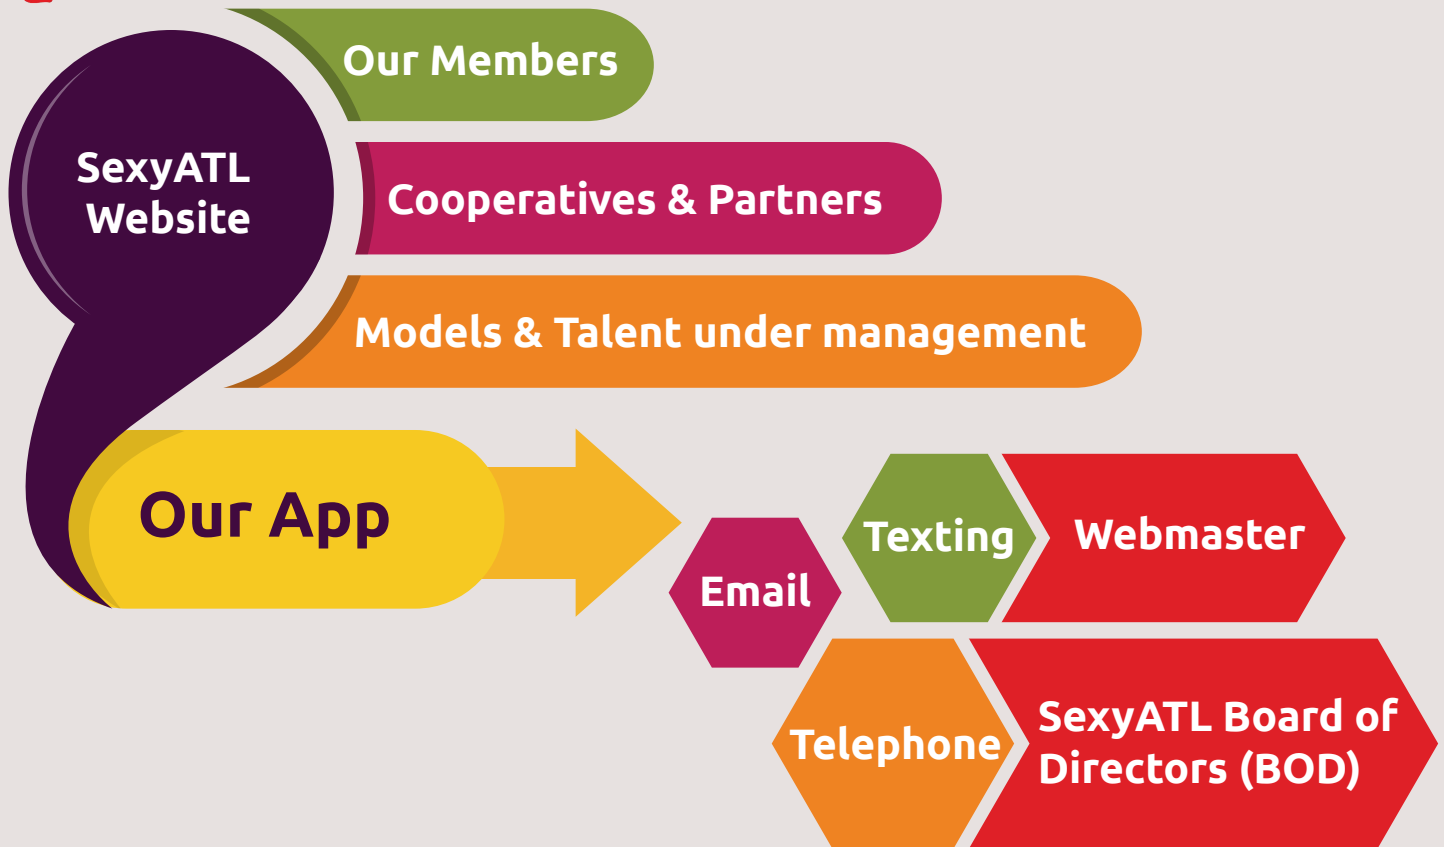 Our Members
SexyATL
Website
Cooperatives & Partners
Models & Talent under management
Our App
Email
Texting
Webmaster
Telephone
SexyATL Board of
Directors (BOD)